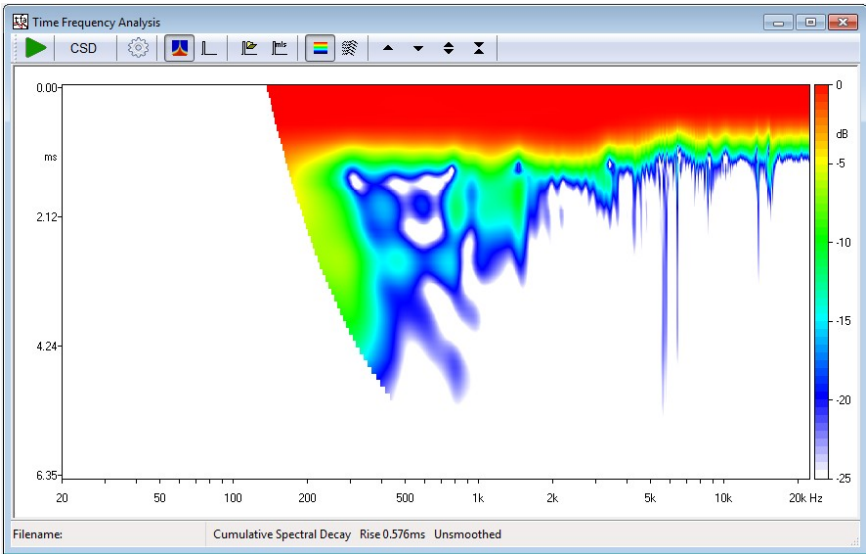 Time Frequency Analysis
CSD
0.00
ms
2.12
4.24
6.35
20 50 100 200 500 1k 2k 5k 10k 20k Hz
0
dB
-5
-10
-15
-20
-25
Filename:
Cumulative Spectral Decay Rise 0.576ms Unsmoothed